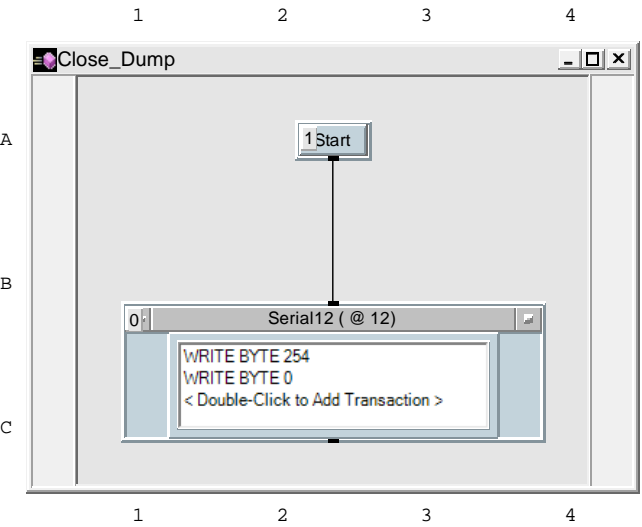 1 2 3 4
Close_Dump
A
1 Start
B
0 Serial12 ( @ 12)
WRITE BYTE 254
WRITE BYTE 0
< Double-Click to Add Transaction >
C
1 2 3 4